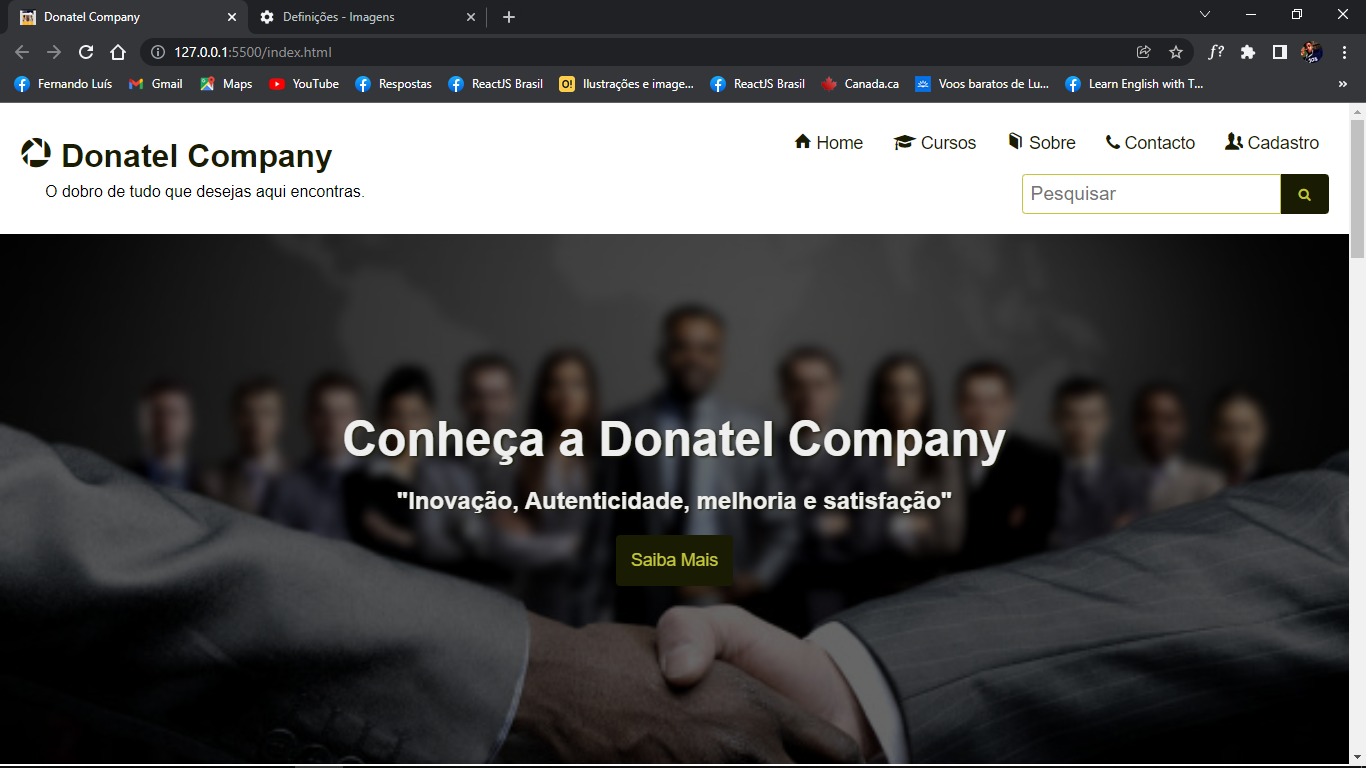 Donatel Company
Definições - Imagens
127.0.0.1:5500/index.html
f?
Fernando Luís
Gmail
Maps
YouTube
Respostas
ReactJS Brasil
O!
Ilustrações e image...
ReactJS Brasil
Canada.ca
Voos baratos de Lu...
Learn English with T...
»
Donatel Company
O dobro de tudo que desejas aqui encontras.
Home
Cursos
Sobre
Contacto
Cadastro
Pesquisar
Conheça a Donatel Company
"Inovação, Autenticidade, melhoria e satisfação"
Saiba Mais